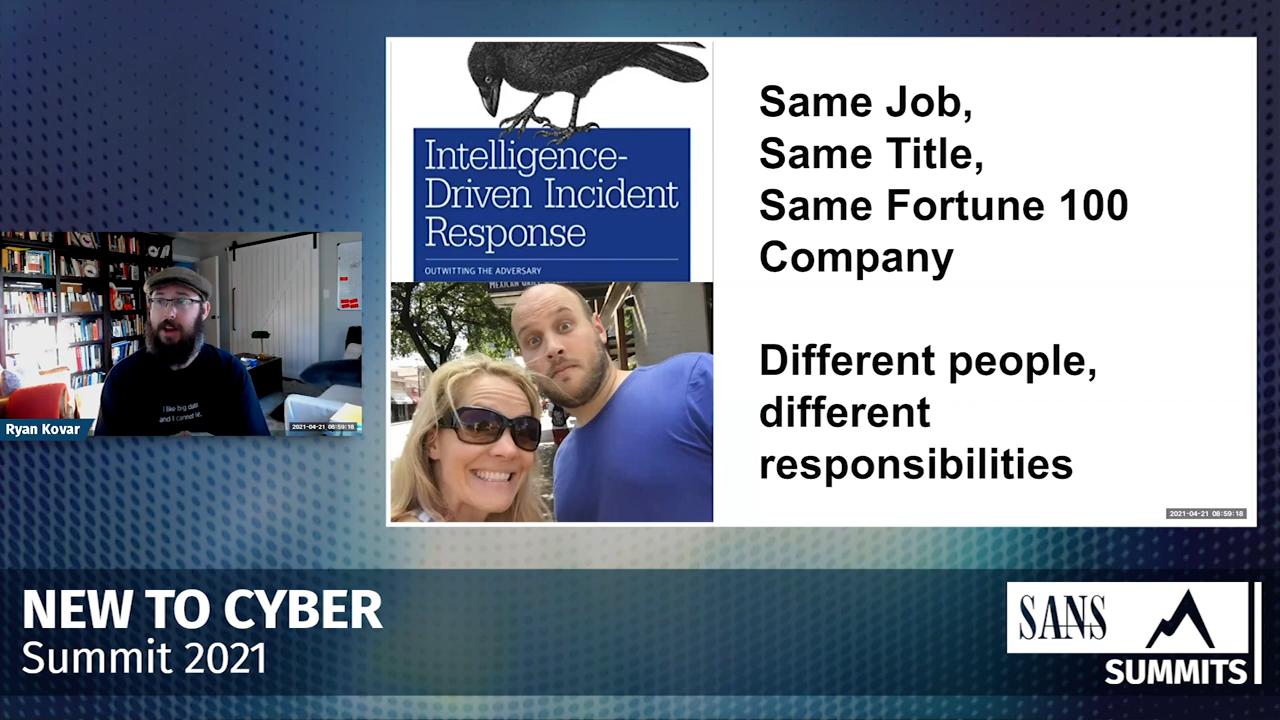 Intelligence-
Driven Incident
Response
OUTWITTING THE ADVERSARY
MEXICAN GRILL
Same Job,
Same Title,
Same Fortune 100
Company
Different people,
different
responsibilities
2021-04-21 08:59:18
I like big data
and I cannot lie.
Ryan Kovar
2021-04-21 08:59:18
NEW TO CYBER
Summit 2021
SANS
SUMMITS